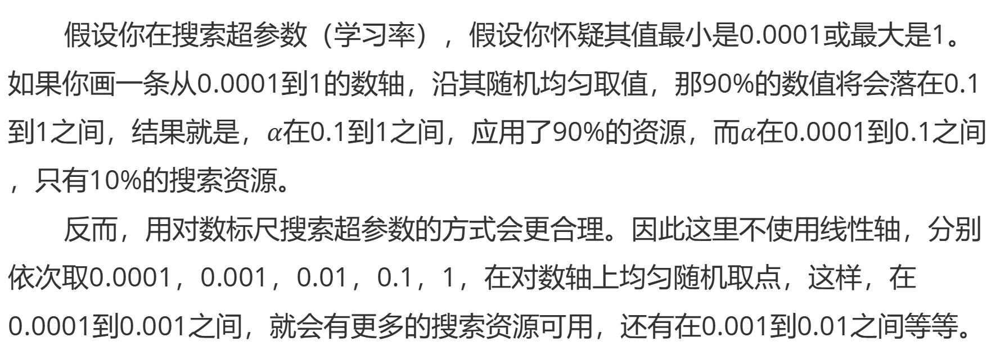 假设你在搜索超参数（学习率），假设你怀疑其值最小是0.0001或最大是1。
如果你画一条从0.0001到1的数轴，沿其随机均匀取值，那90%的数值将会落在0.1
到1之间，结果就是，α在0.1到1之间，应用了90%的资源，而α在0.0001到0.1之间
，只有10%的搜索资源。
反而，用对数标尺搜索超参数的方式会更合理。因此这里不使用线性轴，分别
依次取0.0001，0.001，0.01，0.1，1，在对数轴上均匀随机取点，这样，在
0.0001到0.001之间，就会有更多的搜索资源可用，还有在0.001到0.01之间等等。